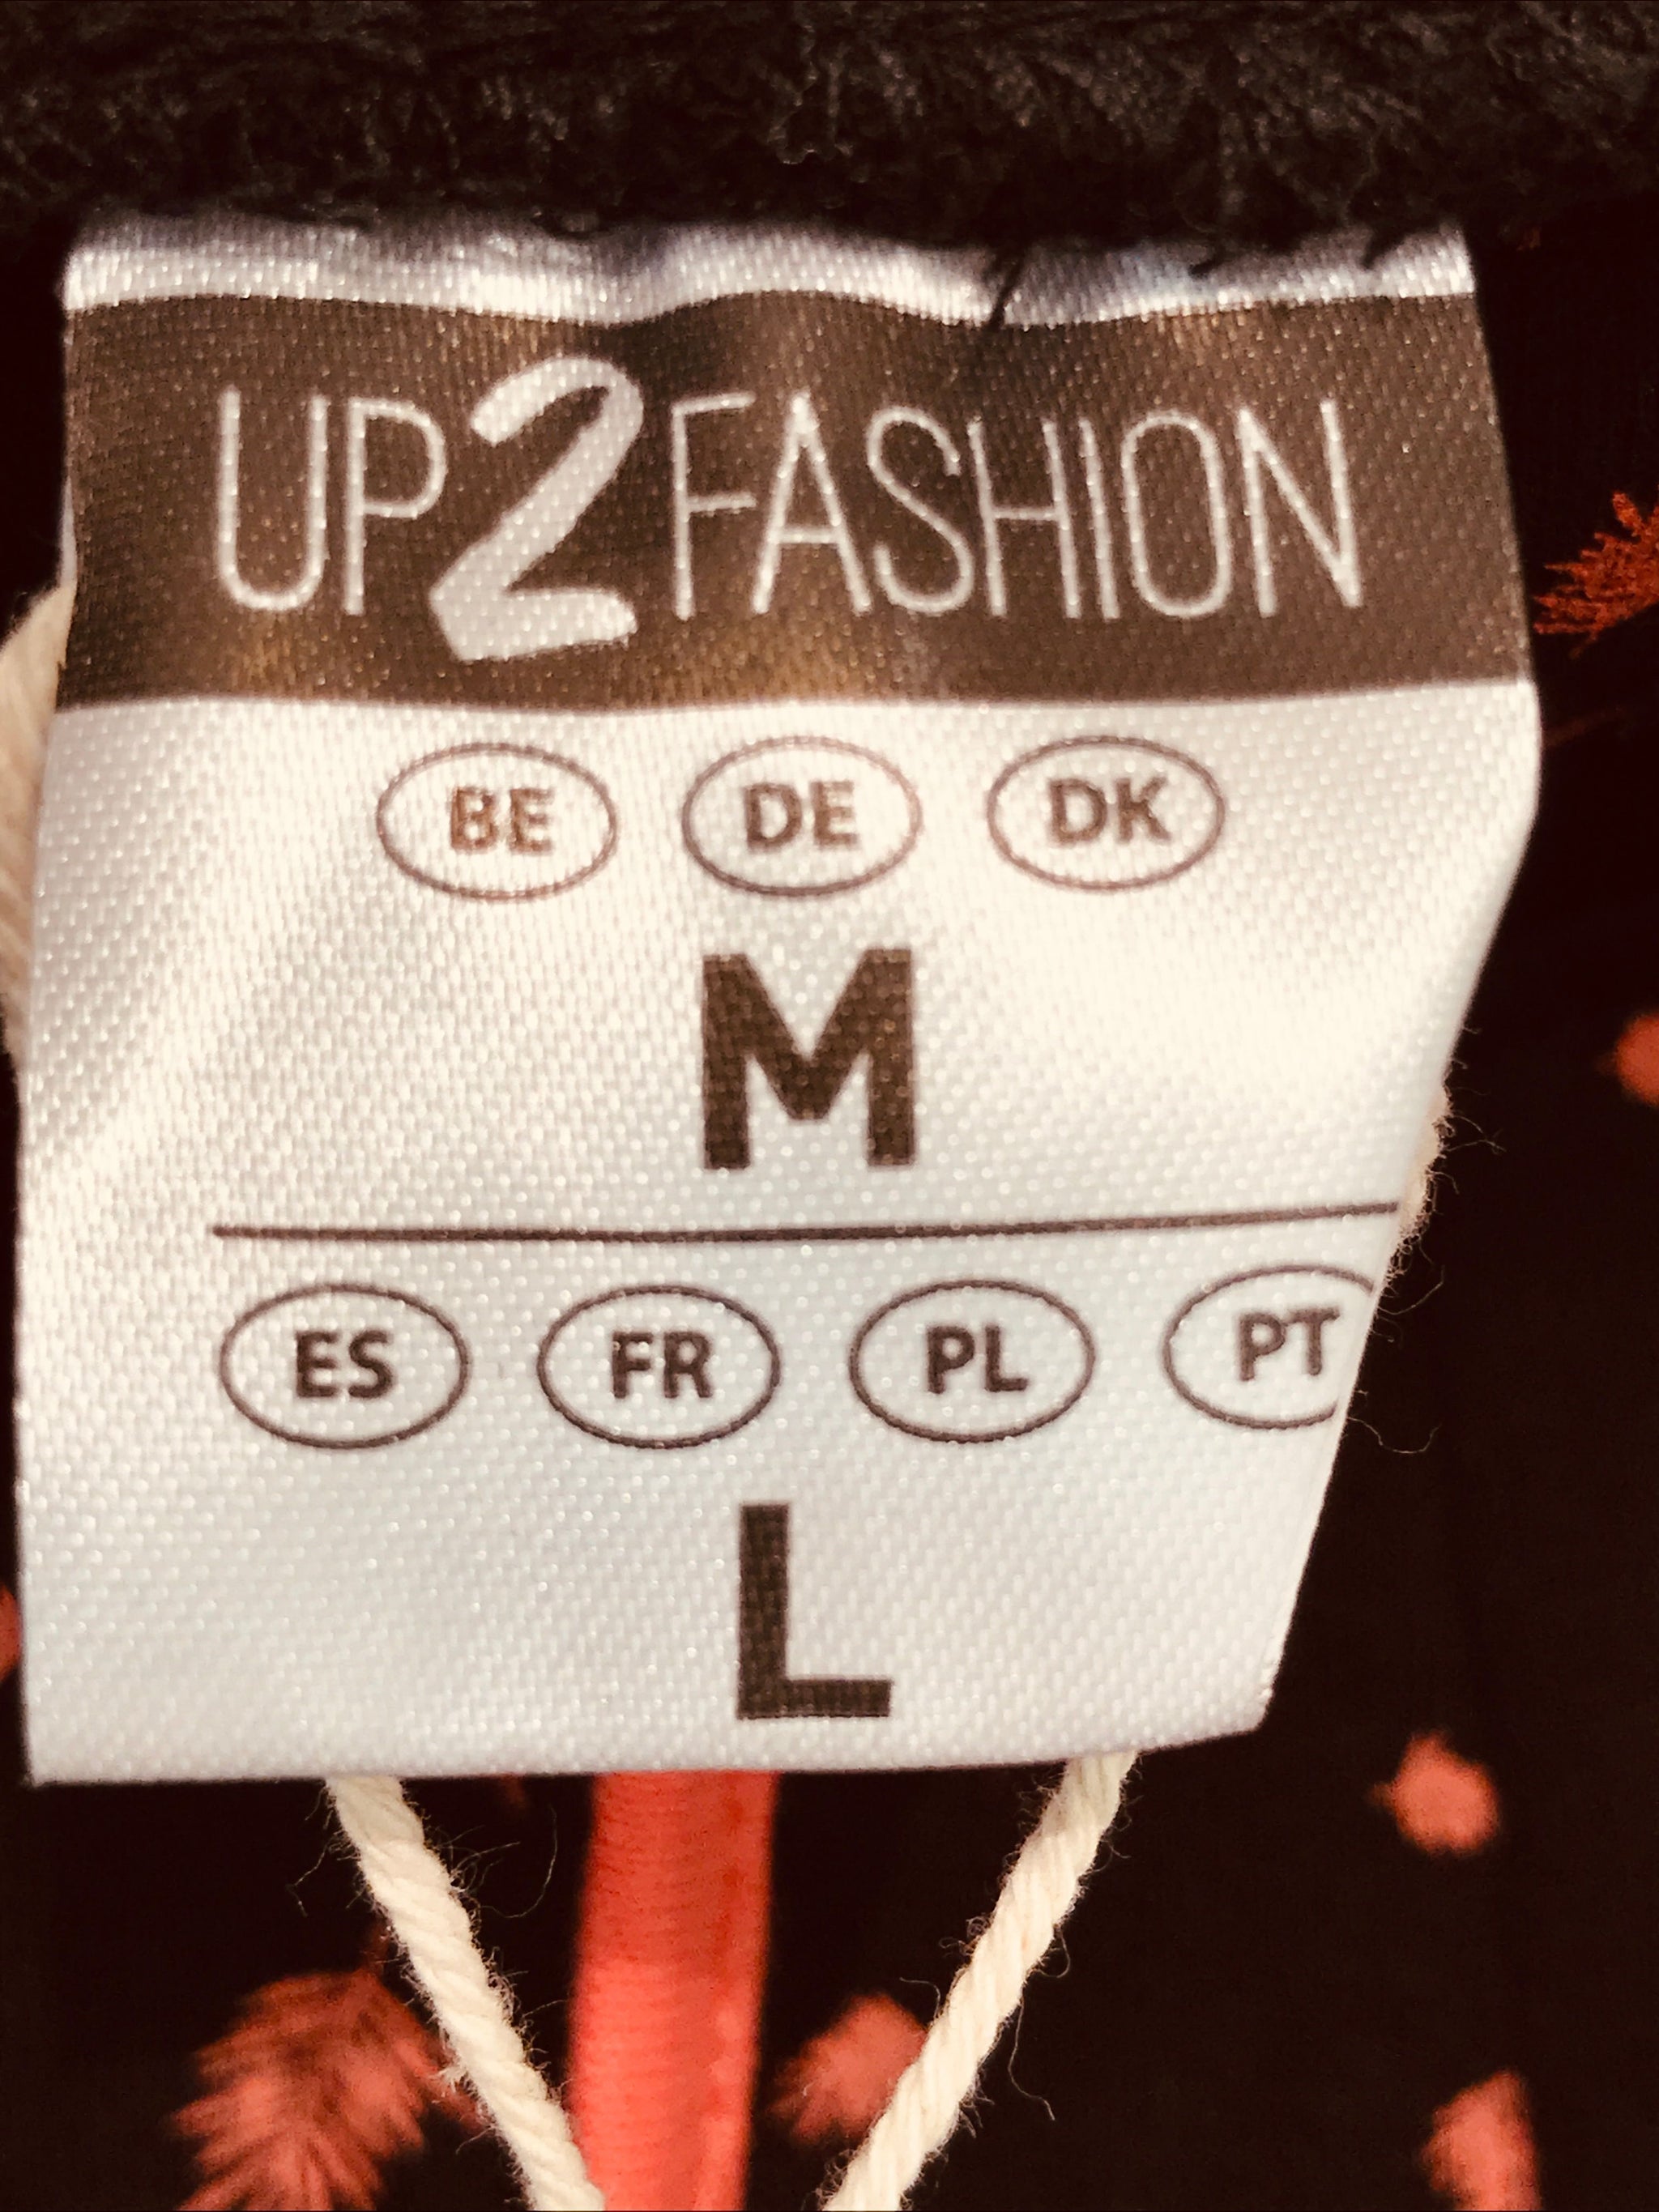 UP2FASHION
BE DE DK
M
ES FR PL PT
L